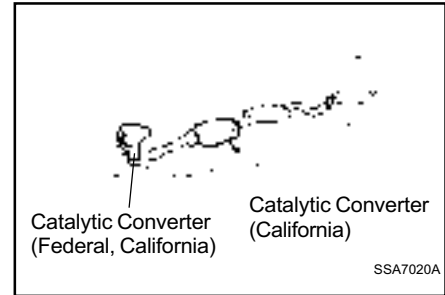 Catalytic Converter
(Federal, California)
Catalytic Converter
(California)
SSA7020A